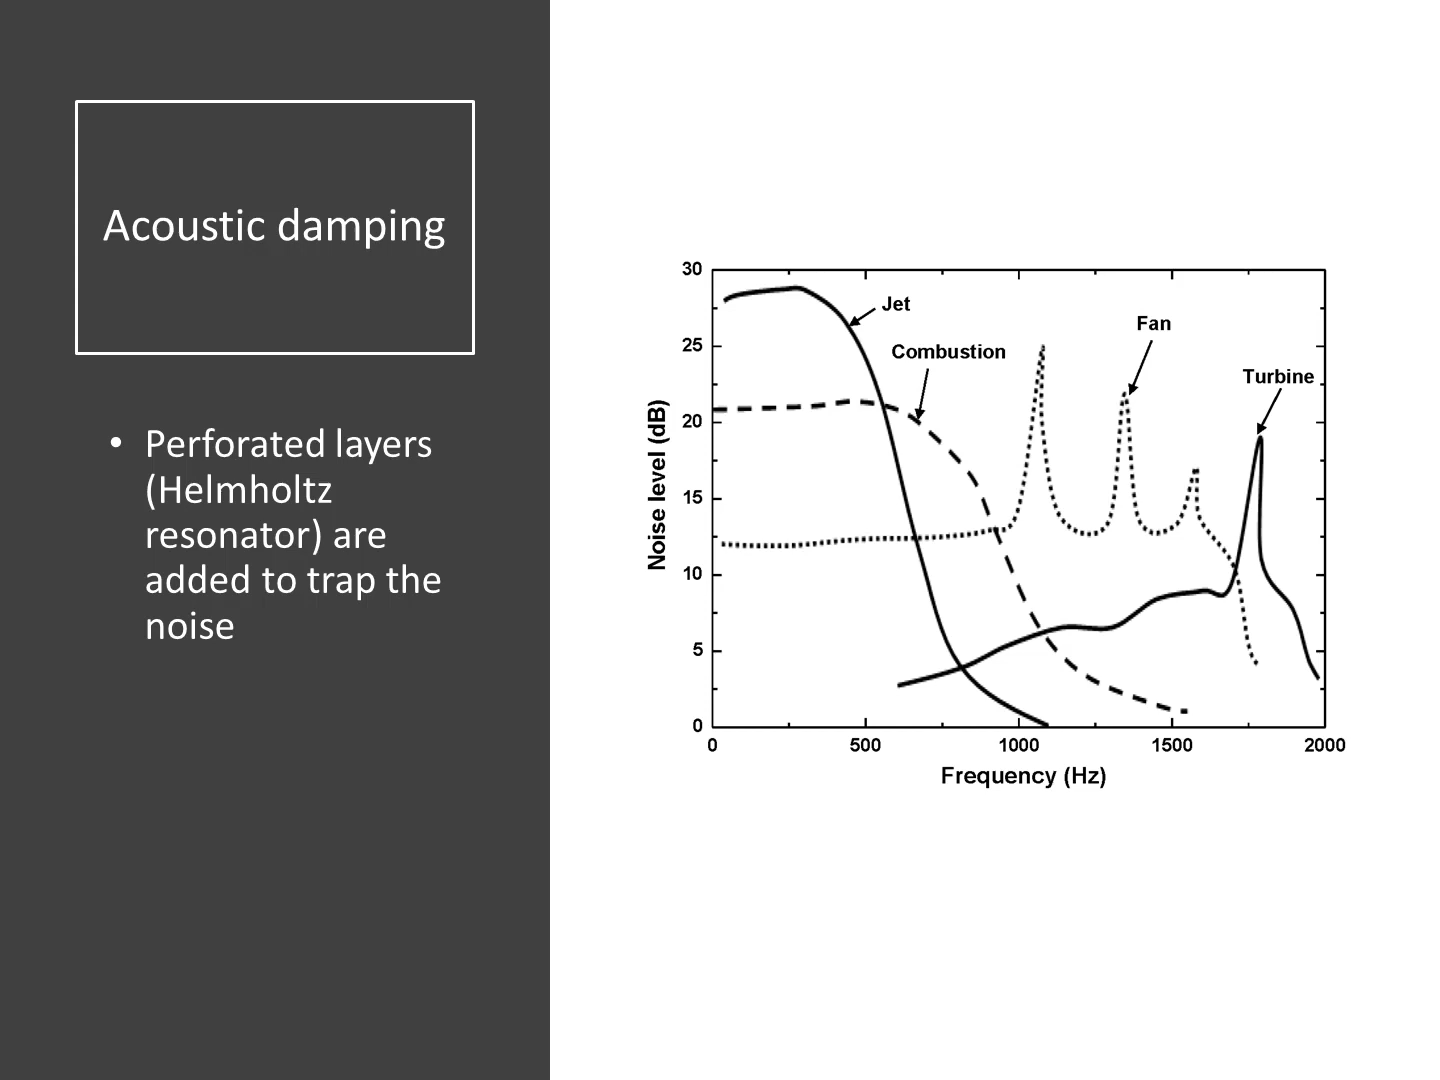 Acoustic damping
• Perforated layers
(Helmholtz
resonator) are
added to trap the
noise
30
25
20
15
10
5
0
Noise level (dB)
Jet
Combustion
Fan
Turbine
0 500 1000 1500 2000
Frequency (Hz)